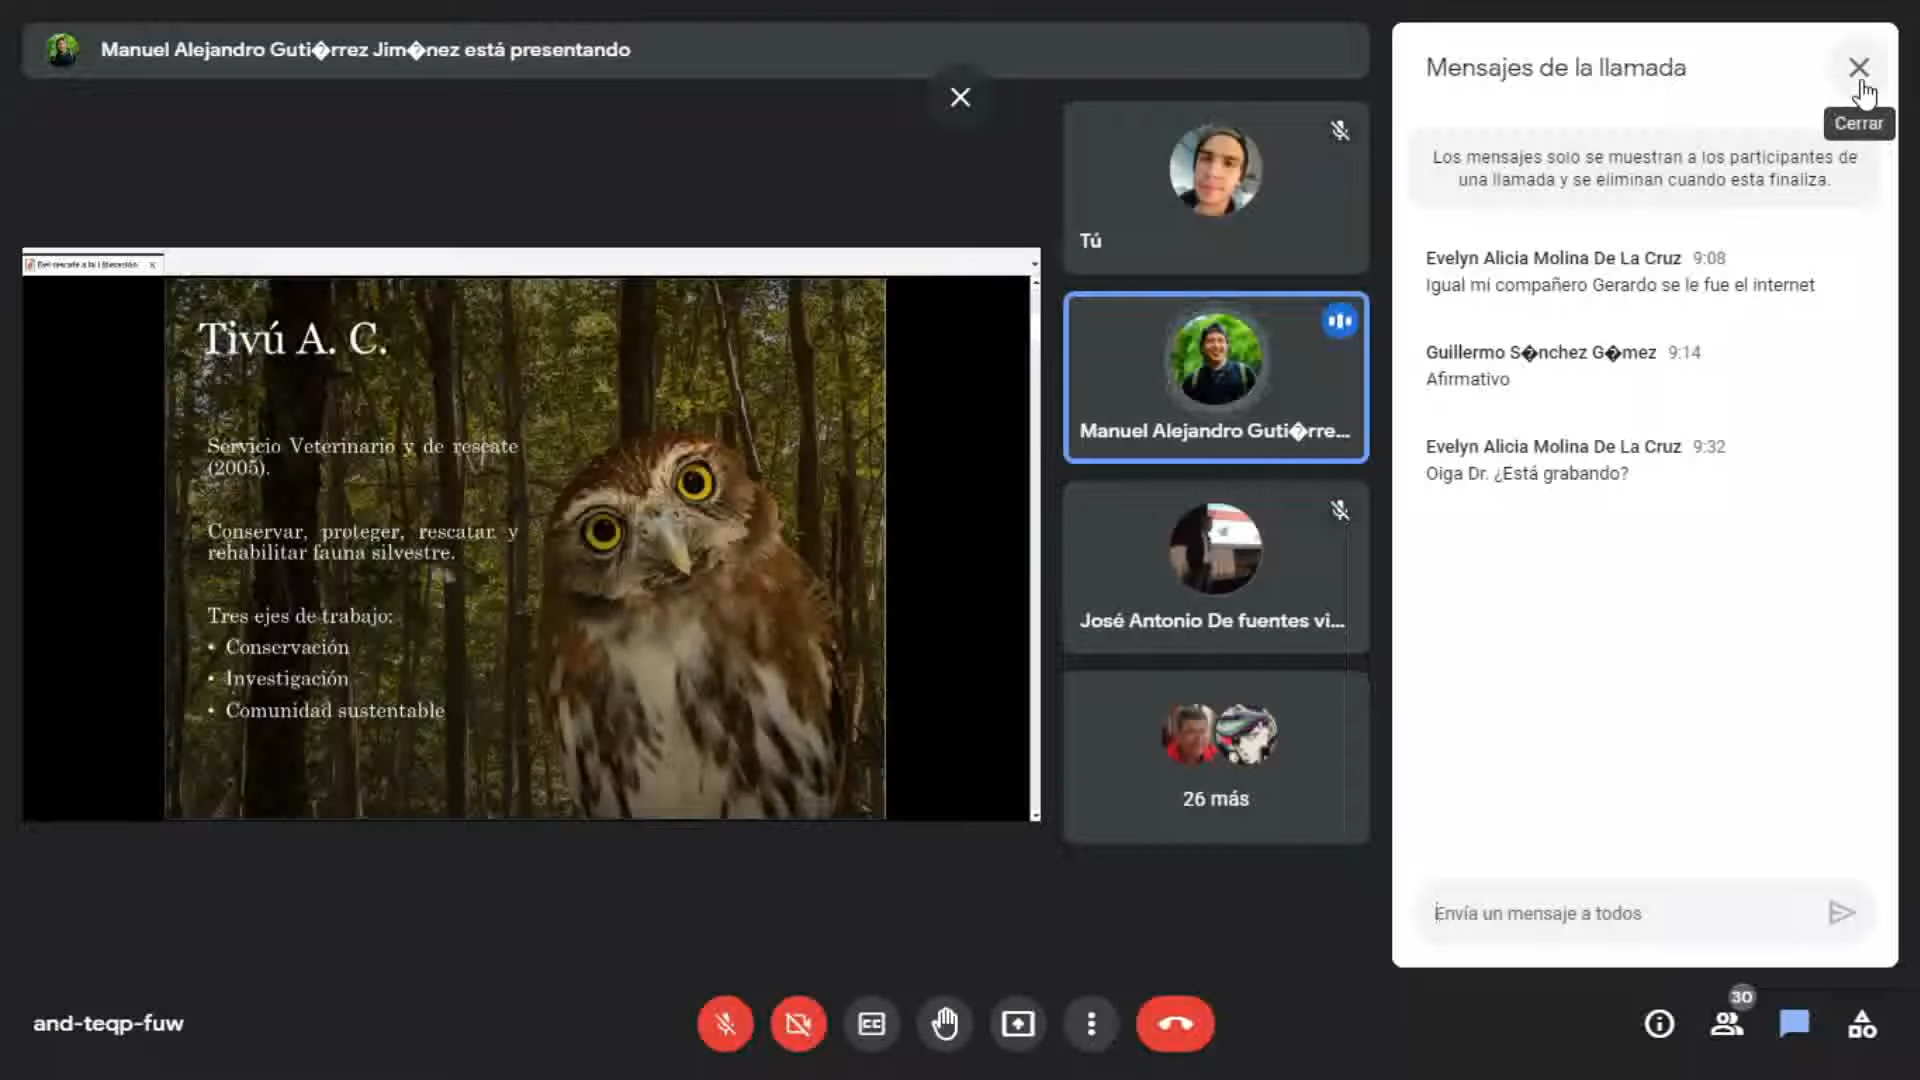 Manuel Alejandro Guti�rrez Jim�nez está presentando
Del rescate a la Liberación
Tivú A. C.
Servicio Veterinario y de rescate
(2005).
Conservar, proteger, rescatar y
rehabilitar fauna silvestre.
Tres ejes de trabajo:
• Conservación
• Investigación
• Comunidad sustentable
Tú
Manuel Alejandro Guti�rre...
José Antonio De fuentes vi...
26 más
Mensajes de la llamada
Cerrar
Los mensajes solo se muestran a los participantes de
una llamada y se eliminan cuando esta finaliza.
Evelyn Alicia Molina De La Cruz 9:08
Igual mi compañero Gerardo se le fue el internet
Guillermo S�nchez G�mez 9:14
Afirmativo
Evelyn Alicia Molina De La Cruz 9:32
Oiga Dr. ¿Está grabando?
Envía un mensaje a todos
and-teqp-fuw
CC
30